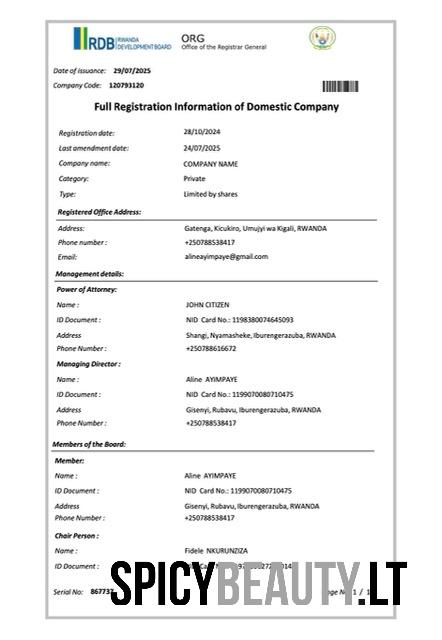 RDB RWANDA DEVELOPMENT BOARD
ORG
Office of the Registrar General
Date of issuance: 29/07/2025
Company Code: 120793120
Full Registration Information of Domestic Company
Registration date: 28/10/2024
Last amendment date: 24/07/2025
Company name: COMPANY NAME
Category: Private
Type: Limited by shares
Registered Office Address:
Address: Gatenga, Kicukiro, Umujyi wa Kigali, RWANDA
Phone number : +250788538417
Email: alineayimpaye@gmail.com
Management details:
Power of Attorney:
Name : JOHN CITIZEN
ID Document : NID Card No.: 1198380074645093
Address Shangi, Nyamasheke, Iburengerazuba, RWANDA
Phone Number : +250788616672
Managing Director :
Name : Aline AYIMPAYE
ID Document : NID Card No.: 1199070080710475
Address Gisenyi, Rubavu, Iburengerazuba, RWANDA
Phone Number : +250788538417
Members of the Board:
Member:
Name : Aline AYIMPAYE
ID Document : NID Card No.: 1199070080710475
Address Gisenyi, Rubavu, Iburengerazuba, RWANDA
Phone Number : +250788538417
Chair Person :
Name : Fidele NKURUNZIZA
ID Document :
Serial No: 867737
SPICYBEAUTY.LT
1 / 1